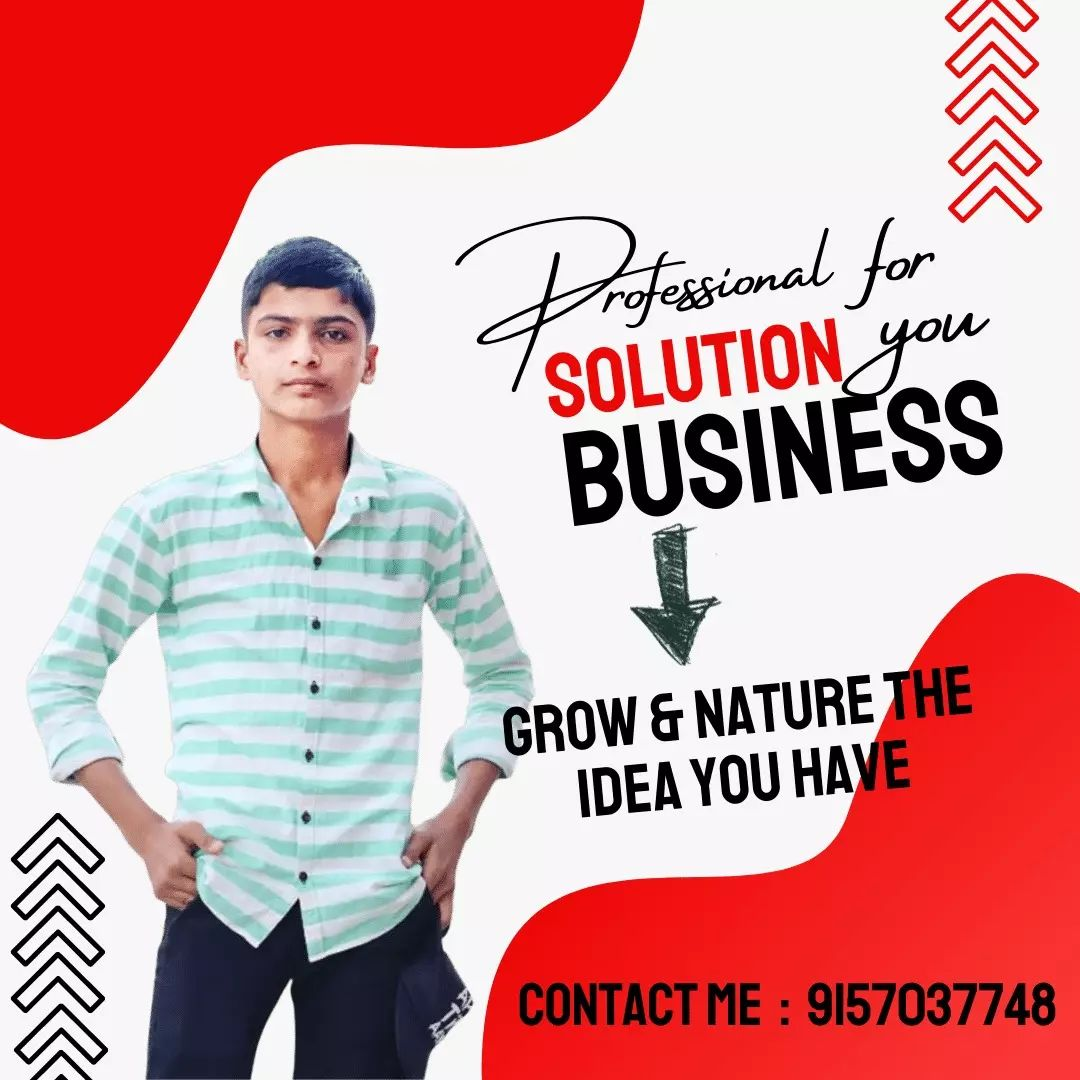 Professional for
SOLUTION you
BUSINESS
GROW & NATURE THE
IDEA YOU HAVE
CONTACT ME : 9157037748